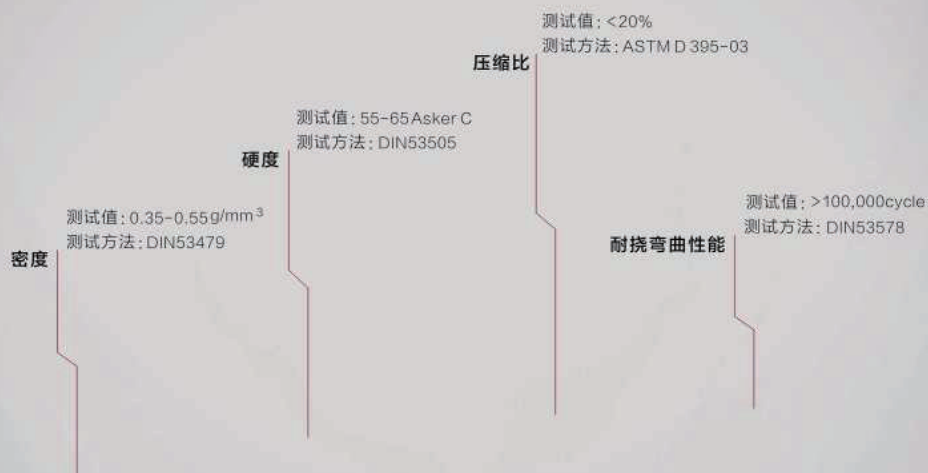 测试值:<20%
测试方法:ASTM D 395-03
压缩比
测试值:55-65 Asker C
测试方法:DIN53505
硬度
测试值:0.35-0.55g/mm³
测试方法:DIN53479
密度
测试值:>100,000cycle
测试方法:DIN53578
耐挠弯曲性能